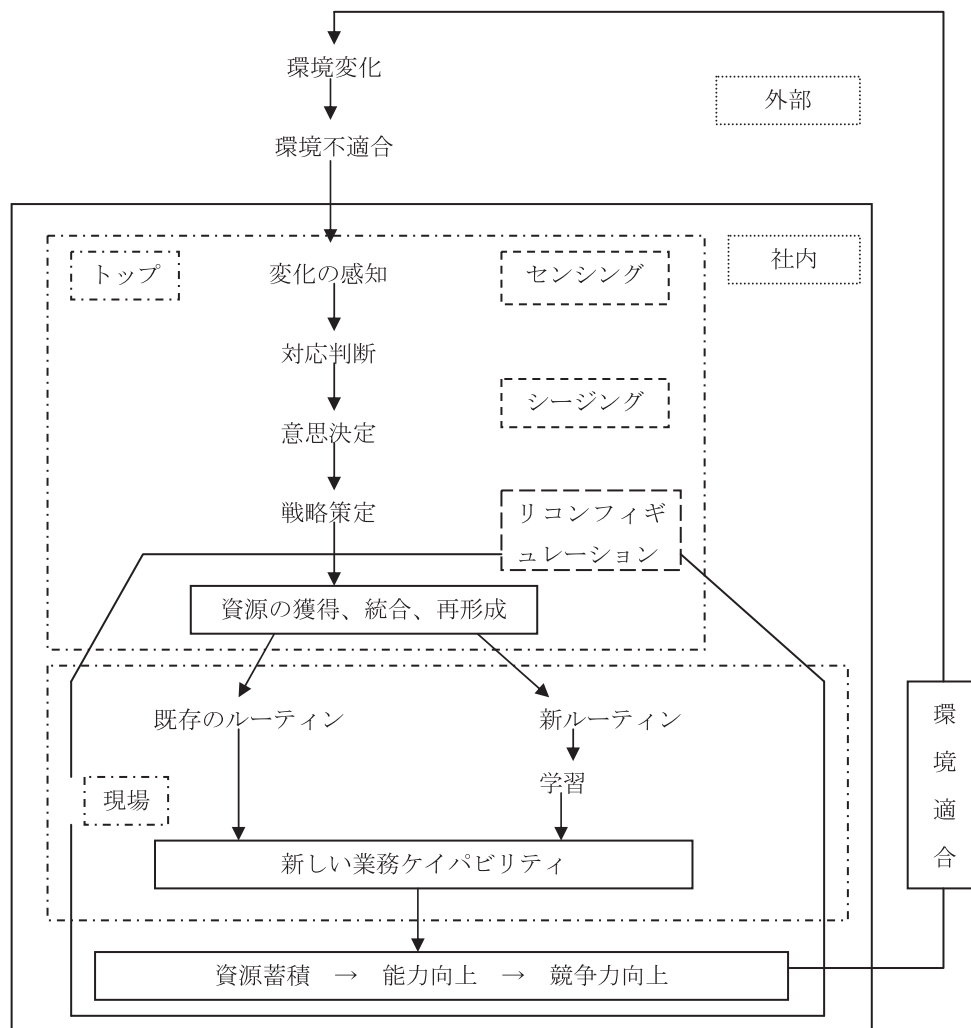 環境変化
外部
環境不適合
トップ
変化の感知
センシング
社内
対応判断
シージング
意思決定
戦略策定
リコンフィギ
ュレーション
資源の獲得、統合、再形成
既存のルーティン
新ルーティン
学習
現場
新しい業務ケイパビリティ
資源蓄積 → 能力向上 → 競争力向上
環
境
適
合